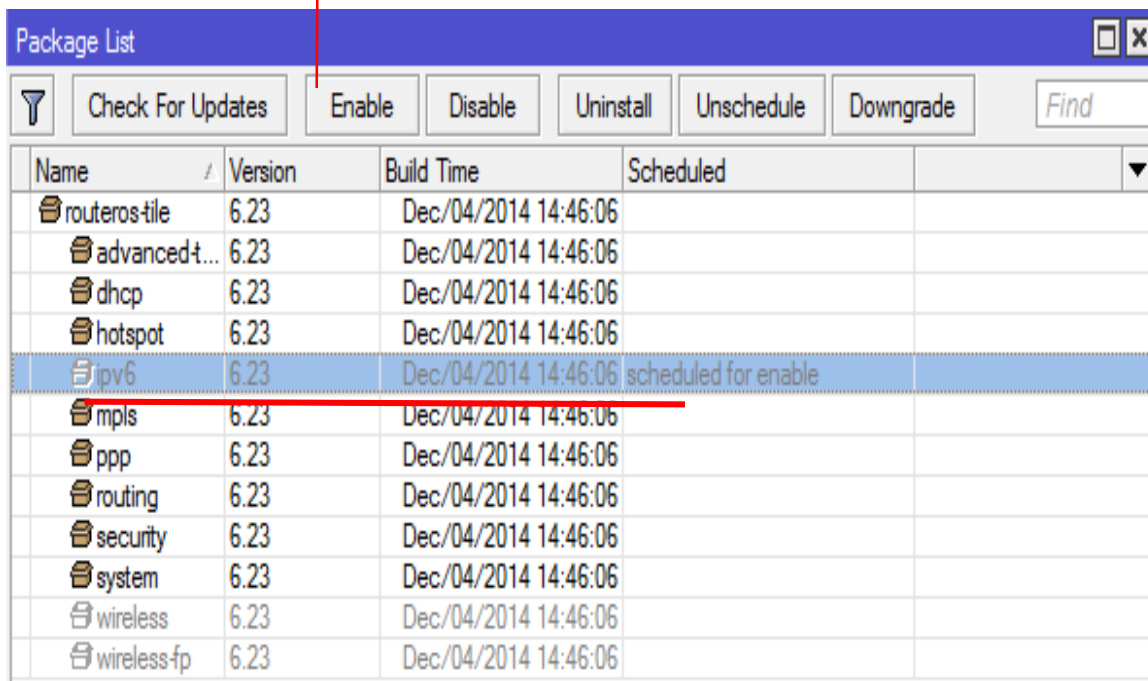 Package List
Check For Updates Enable Disable Uninstall Unschedule Downgrade Find
Name Version Build Time Scheduled
routeros-tile 6.23 Dec/04/2014 14:46:06
advanced-t... 6.23 Dec/04/2014 14:46:06
dhcp 6.23 Dec/04/2014 14:46:06
hotspot 6.23 Dec/04/2014 14:46:06
ipv6 6.23 Dec/04/2014 14:46:06 scheduled for enable
mpls 6.23 Dec/04/2014 14:46:06
ppp 6.23 Dec/04/2014 14:46:06
routing 6.23 Dec/04/2014 14:46:06
security 6.23 Dec/04/2014 14:46:06
system 6.23 Dec/04/2014 14:46:06
wireless 6.23 Dec/04/2014 14:46:06
wireless-fp 6.23 Dec/04/2014 14:46:06